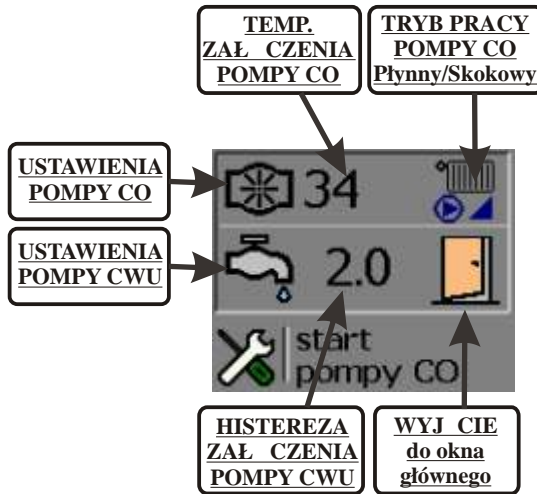 TEMP.
ZAŁ CZENIA
POMPY CO
TRYB PRACY
POMPY CO
Płynny/Skokowy
USTAWIENIA
POMPY CO
34
USTAWIENIA
POMPY CWU
2.0
start
pompy CO
HISTEREZA
ZAŁ CZENIA
POMPY CWU
WYJ CIE
do okna
głównego